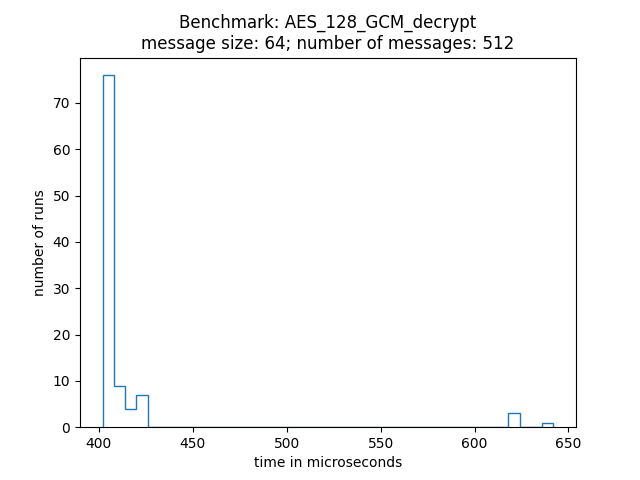 Benchmark: AES_128_GCM_decrypt
message size: 64; number of messages: 512
70
60
50
40
30
20
10
0
number of runs
400 450 500 550 600 650
time in microseconds